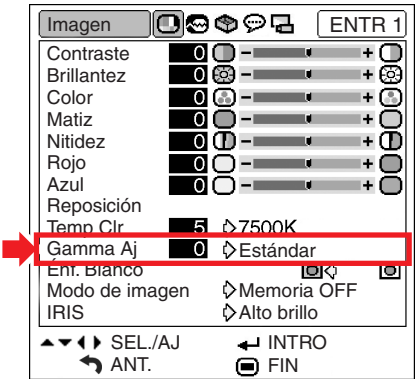 Imagen ENTR 1
Contraste 0 - +
Brillantez 0 - +
Color 0 - +
Matiz 0 - +
Nitidez 0 - +
Rojo 0 - +
Azul 0 - +
Reposición
Temp Clr 5 7500K
Gamma Aj 0 Estándar
Énf. Blanco
Modo de imagen Memoria OFF
IRIS Alto brillo
SEL./AJ INTRO
ANT. FIN